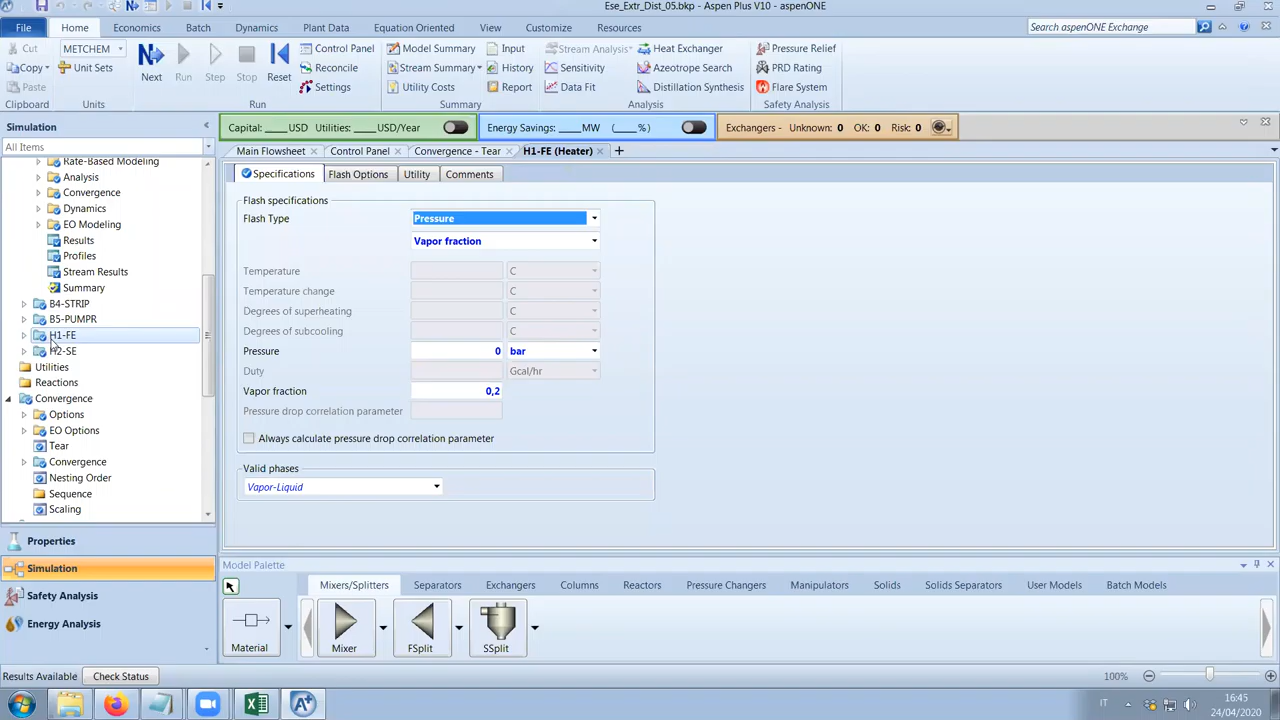 Ese_Extr_Dist_05.bkp - Aspen Plus V10 - aspenONE
File Home Economics Batch Dynamics Plant Data Equation Oriented View Customize Resources Search aspenONE Exchange
Cut METCHEM Control Panel Model Summary Input Stream Analysis Heat Exchanger Pressure Relief
Copy Unit Sets Next Run Step Stop Reset Reconcile Stream Summary History Sensitivity Azeotrope Search PRD Rating
Paste Settings Utility Costs Report Data Fit Distillation Synthesis Flare System
Clipboard Units Run Summary Analysis Safety Analysis
Simulation Capital: ____ USD Utilities: ____ USD/Year Energy Savings: ____ MW (____ %) Exchangers - Unknown: 0 OK: 0 Risk: 0
All Items Main Flowsheet Control Panel Convergence - Tear H1-FE (Heater)
Rate-Based Modeling
Analysis
Convergence
Dynamics
EO Modeling
Results
Profiles
Stream Results
Summary
B4-STRIP
B5-PUMPR
H1-FE
H2-SE
Utilities
Reactions
Convergence
Options
EO Options
Tear
Convergence
Nesting Order
Sequence
Scaling
Properties
Simulation
Safety Analysis
Energy Analysis
Specifications Flash Options Utility Comments
Flash specifications
Flash Type Pressure
Vapor fraction
Temperature C
Temperature change C
Degrees of superheating C
Degrees of subcooling C
Pressure 0 bar
Duty Gcal/hr
Vapor fraction 0,2
Pressure drop correlation parameter
Always calculate pressure drop correlation parameter
Valid phases
Vapor-Liquid
Model Palette
Mixers/Splitters Separators Exchangers Columns Reactors Pressure Changers Manipulators Solids Solids Separators User Models Batch Models
Material Mixer FSplit SSplit
Results Available Check Status 100%
IT 16:45
24/04/2020